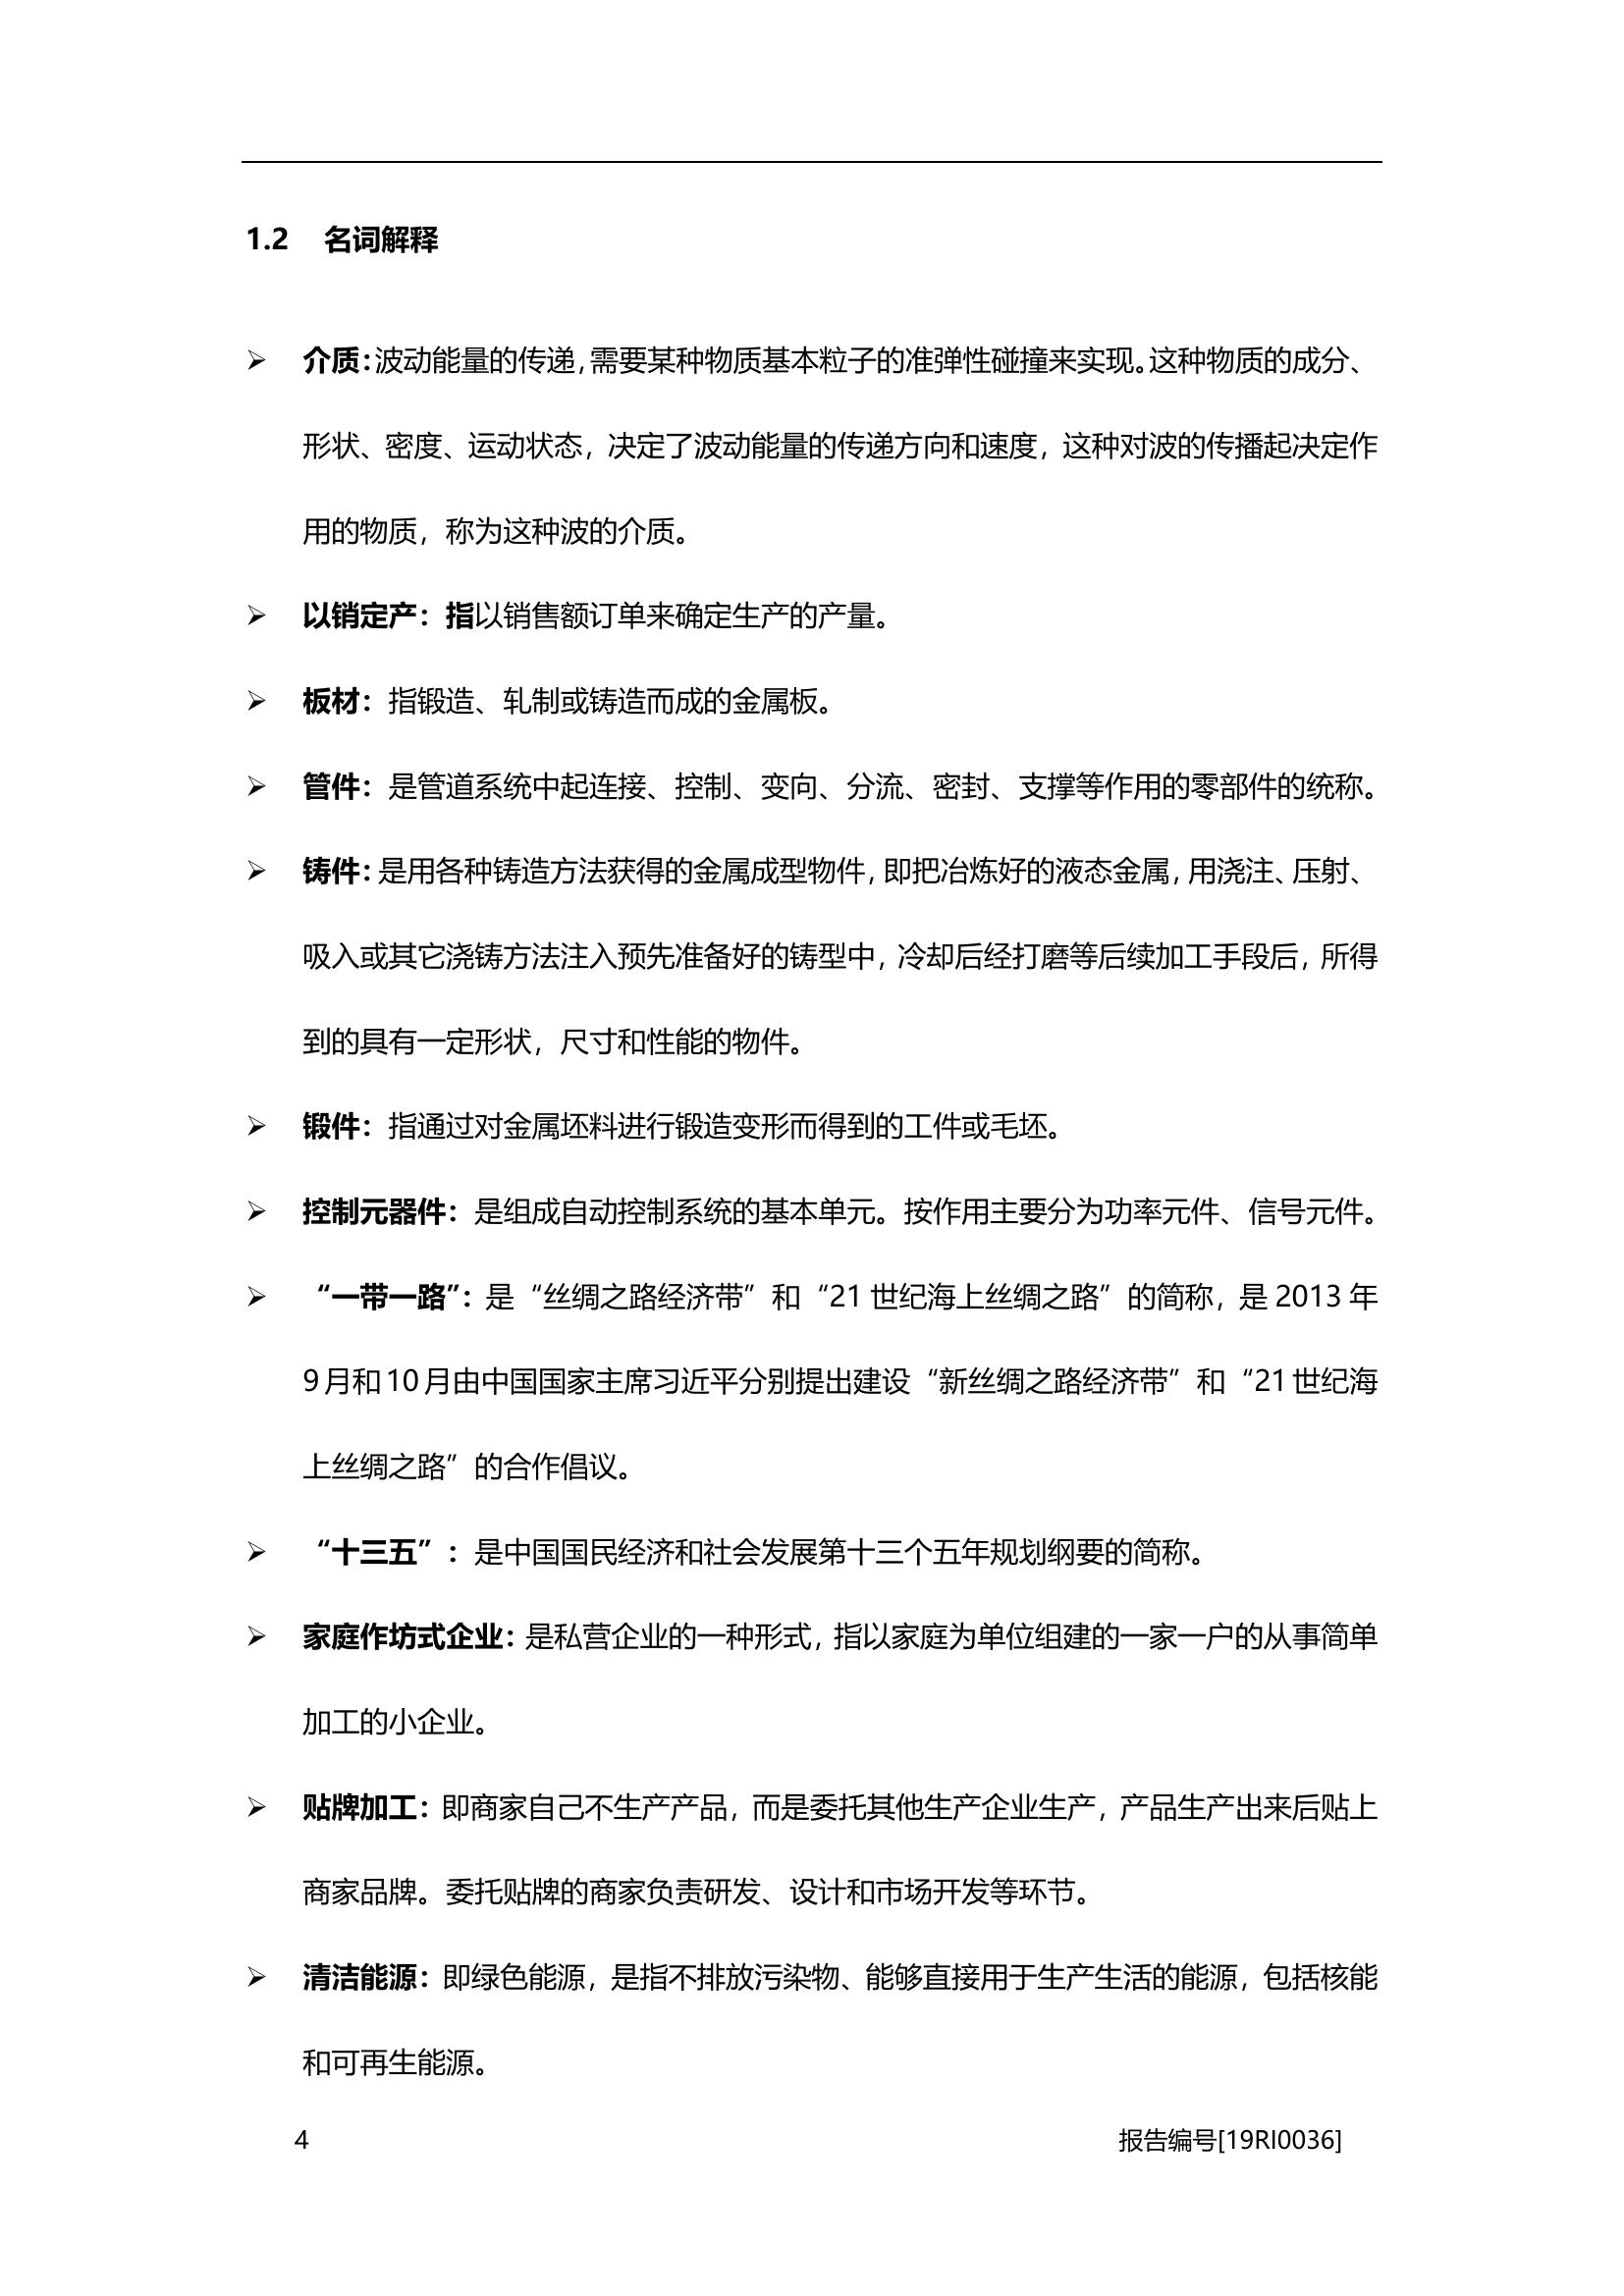 1.2 名词解释
➢ 介质：波动能量的传递，需要某种物质基本粒子的准弹性碰撞来实现。这种物质的成分、
形状、密度、运动状态，决定了波动能量的传递方向和速度，这种对波的传播起决定作
用的物质，称为这种波的介质。
➢ 以销定产：指以销售额订单来确定生产的产量。
➢ 板材：指锻造、轧制或铸造而成的金属板。
➢ 管件：是管道系统中起连接、控制、变向、分流、密封、支撑等作用的零部件的统称。
➢ 铸件：是用各种铸造方法获得的金属成型物件，即把冶炼好的液态金属，用浇注、压射、
吸入或其它浇铸方法注入预先准备好的铸型中，冷却后经打磨等后续加工手段后，所得
到的具有一定形状，尺寸和性能的物件。
➢ 锻件：指通过对金属坯料进行锻造变形而得到的工件或毛坯。
➢ 控制元器件：是组成自动控制系统的基本单元。按作用主要分为功率元件、信号元件。
➢ “一带一路”：是“丝绸之路经济带”和“21 世纪海上丝绸之路”的简称，是 2013 年
9 月和 10 月由中国国家主席习近平分别提出建设“新丝绸之路经济带”和“21 世纪海
上丝绸之路”的合作倡议。
➢ “十三五”：是中国国民经济和社会发展第十三个五年规划纲要的简称。
➢ 家庭作坊式企业：是私营企业的一种形式，指以家庭为单位组建的一家一户的从事简单
加工的小企业。
➢ 贴牌加工：即商家自己不生产产品，而是委托其他生产企业生产，产品生产出来后贴上
商家品牌。委托贴牌的商家负责研发、设计和市场开发等环节。
➢ 清洁能源：即绿色能源，是指不排放污染物、能够直接用于生产生活的能源，包括核能
和可再生能源。
4 报告编号[19RI0036]